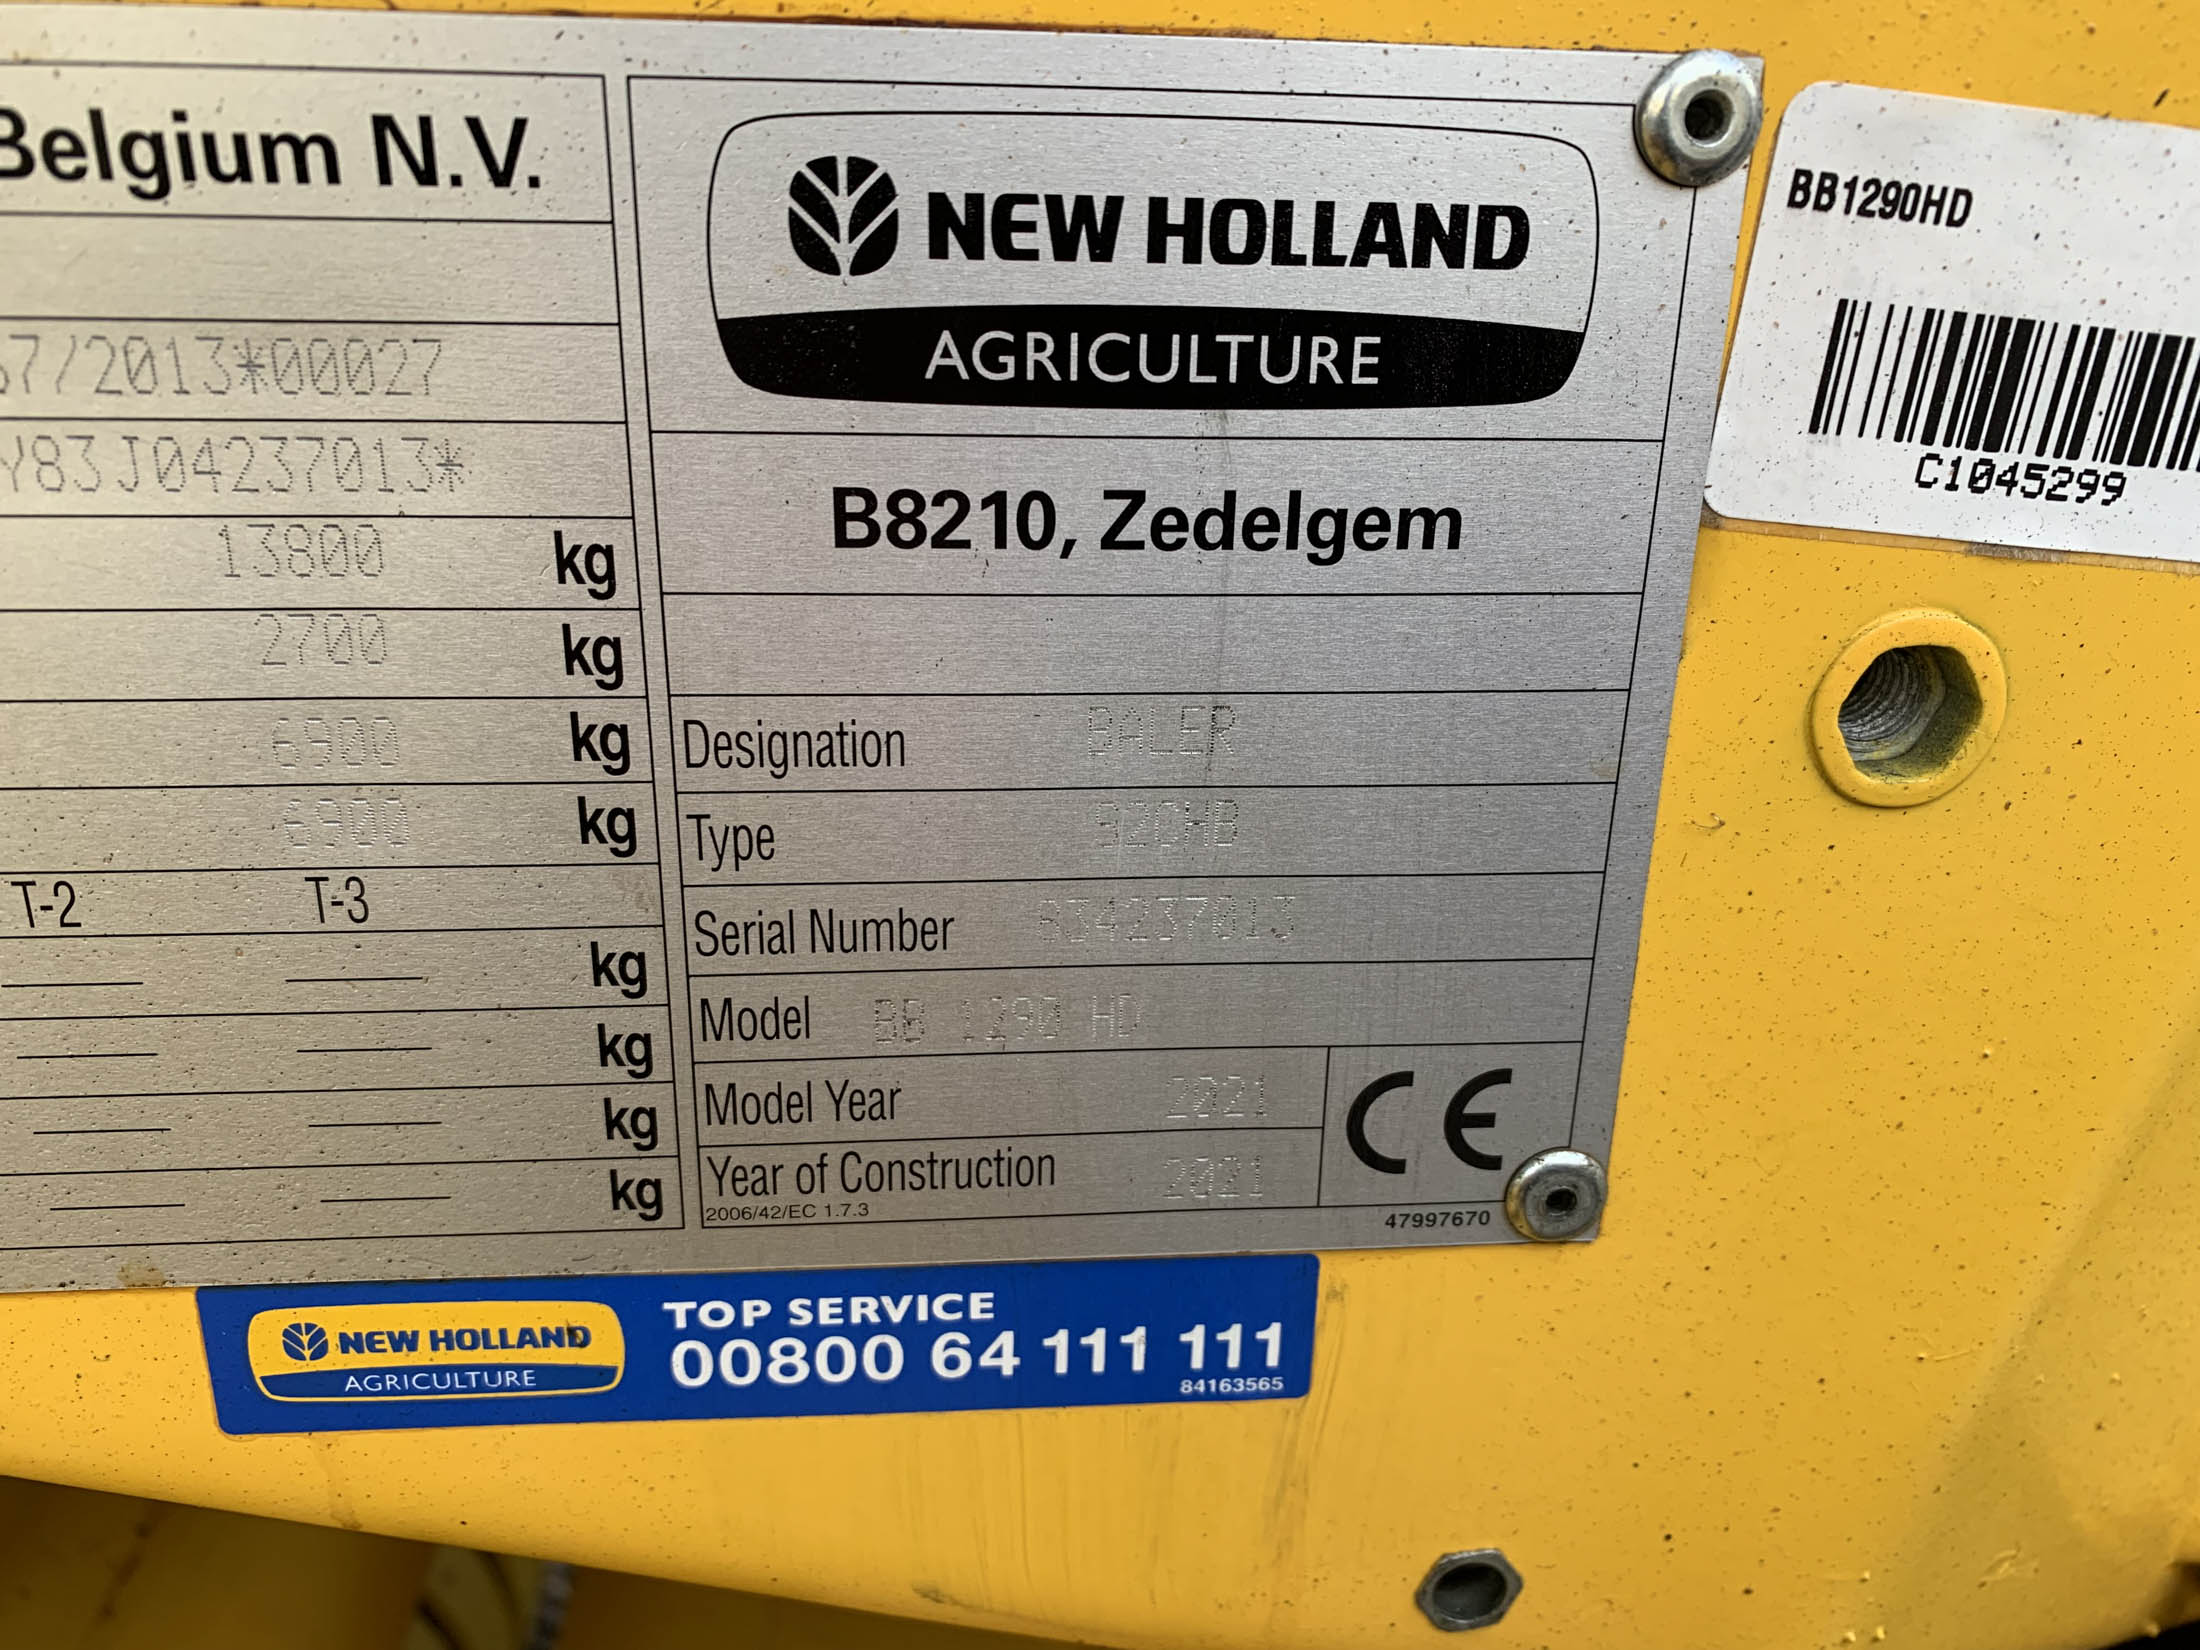 Belgium N.V.
67/2013*00027
Y83J04237013*
13800 kg
2700 kg
6900 kg
6900 kg
T-2 T-3
kg
kg
kg
kg
NEW HOLLAND
AGRICULTURE
B8210, Zedelgem
Designation BALER
Type 920HB
Serial Number 834237013
Model BB 1290 HD
Model Year 2021
Year of Construction 2021
2006/42/EC 1.7.3
CE
47997670
BB1290HD
C1045299
NEW HOLLAND
AGRICULTURE
TOP SERVICE
00800 64 111 111
84163565